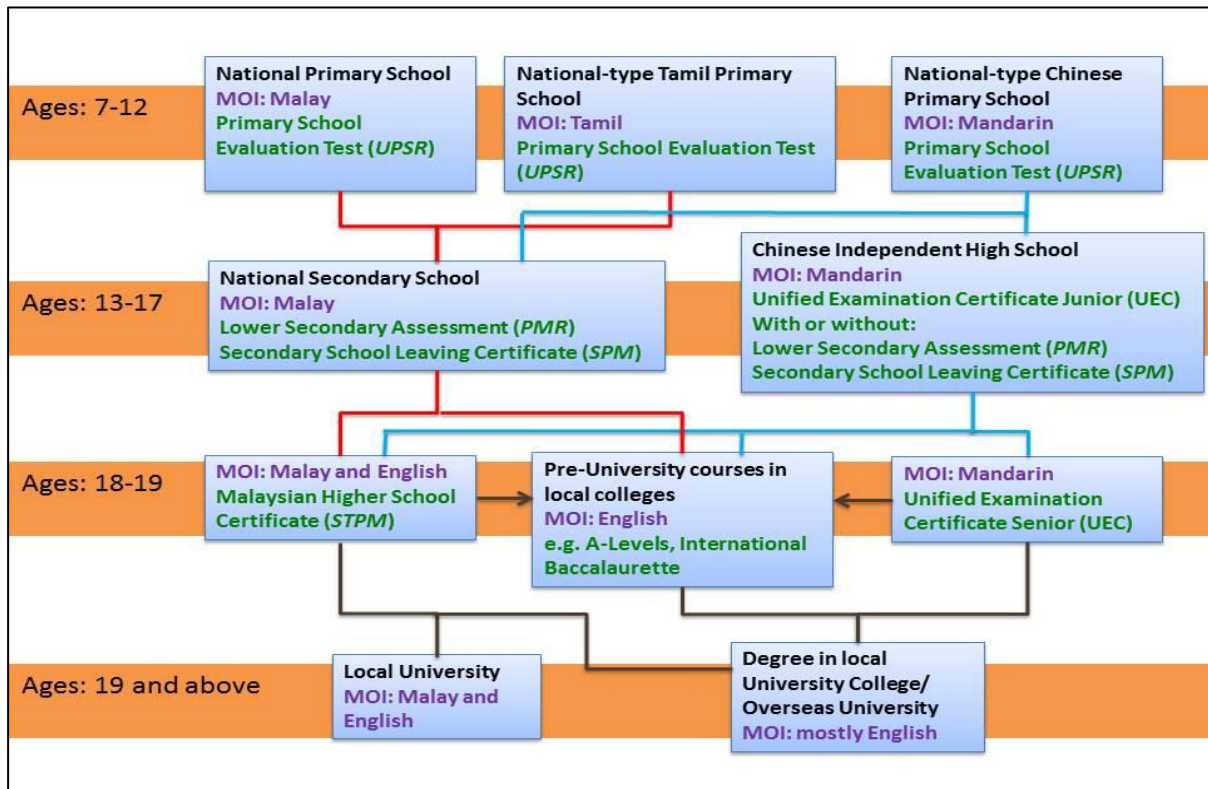 Ages: 7-12
National Primary School
MOI: Malay
Primary School
Evaluation Test (UPSR)
National-type Tamil Primary
School
MOI: Tamil
Primary School Evaluation Test
(UPSR)
National-type Chinese
Primary School
MOI: Mandarin
Primary School
Evaluation Test (UPSR)
Ages: 13-17
National Secondary School
MOI: Malay
Lower Secondary Assessment (PMR)
Secondary School Leaving Certificate (SPM)
Chinese Independent High School
MOI: Mandarin
Unified Examination Certificate Junior (UEC)
With or without:
Lower Secondary Assessment (PMR)
Secondary School Leaving Certificate (SPM)
Ages: 18-19
MOI: Malay and English
Malaysian Higher School
Certificate (STPM)
Pre-University courses in
local colleges
MOI: English
e.g. A-Levels, International
Baccalaurette
MOI: Mandarin
Unified Examination
Certificate Senior (UEC)
Ages: 19 and above
Local University
MOI: Malay and
English
Degree in local
University College/
Overseas University
MOI: mostly English